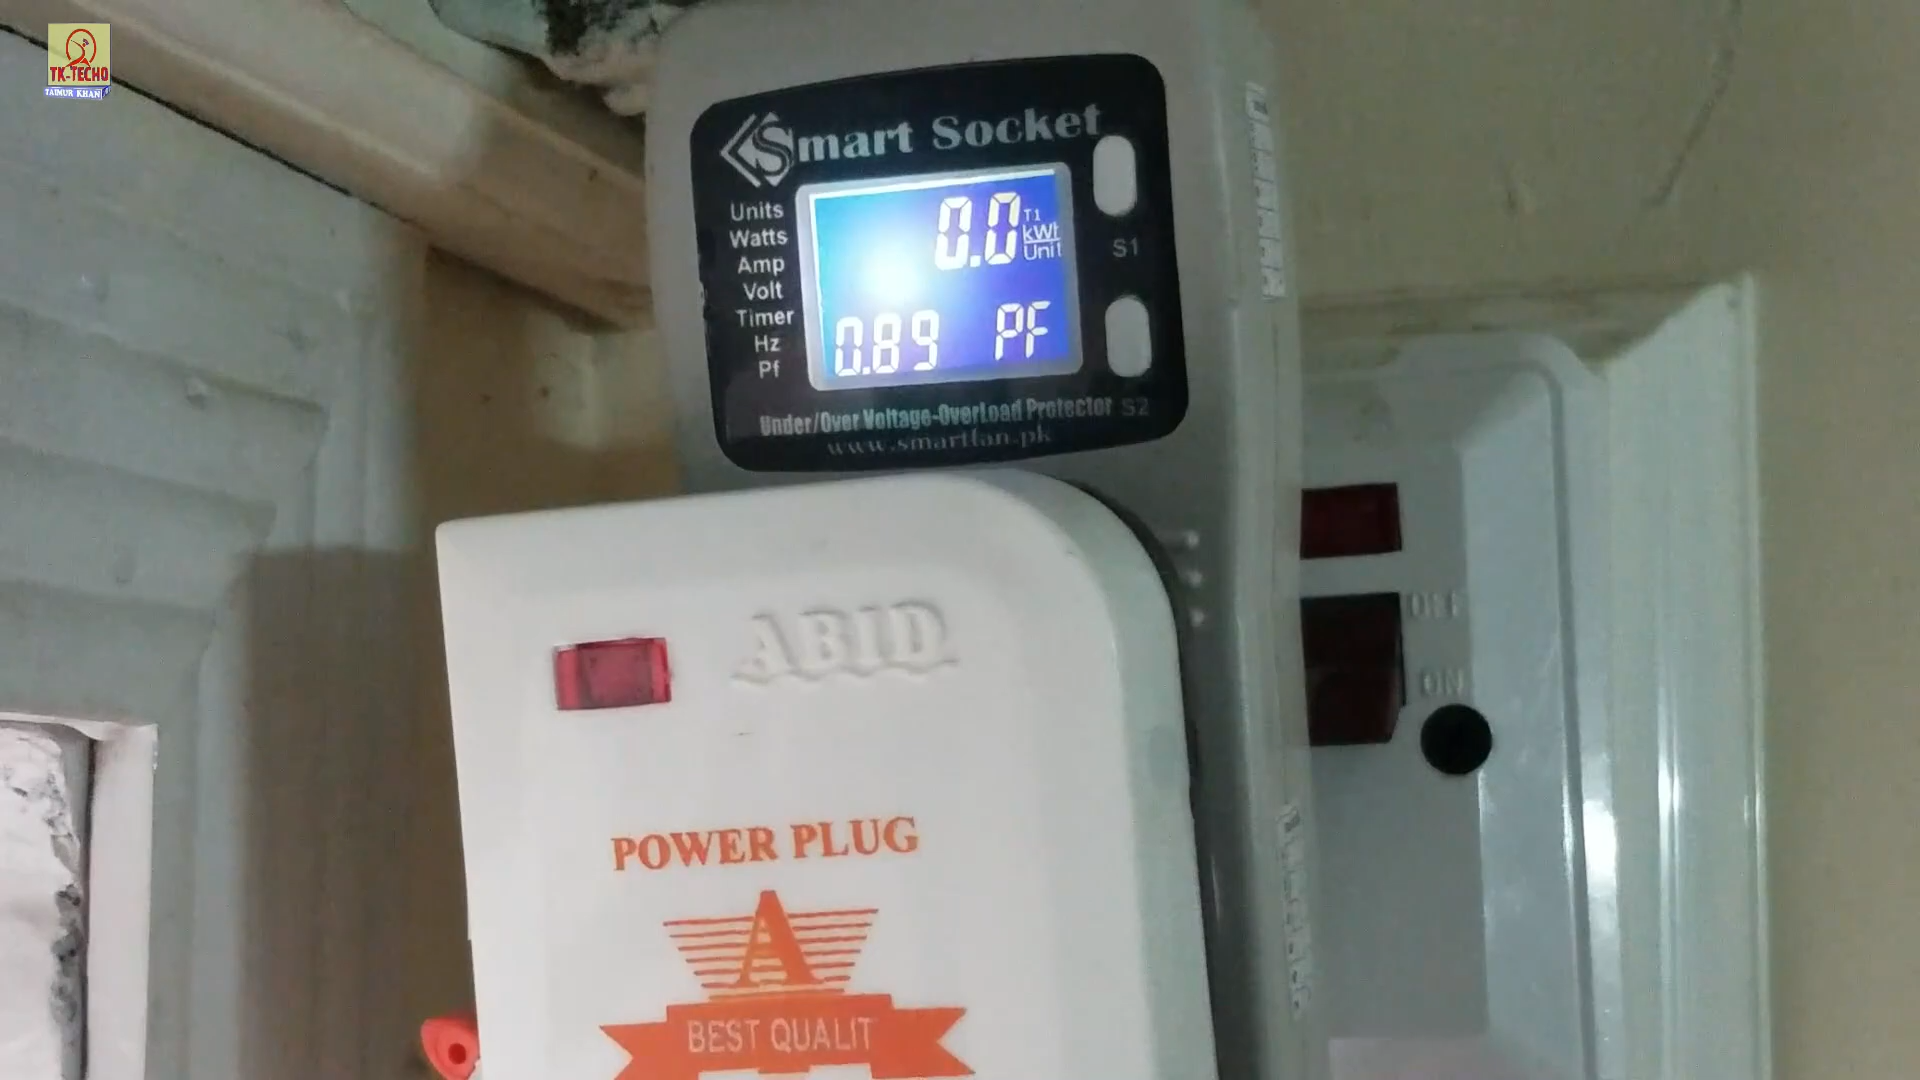 TK-TECHO
TAIMUR KHAN
Smart Socket
Units
Watts
Amp
Volt
Timer
Hz
Pf
0.0 T1
kWh
Unit
0.89 PF
S1
S2
Under/Over Voltage-OverLoad Protector
www.smartfan.pk
OFF
ON
ABID
POWER PLUG
A
BEST QUALIT